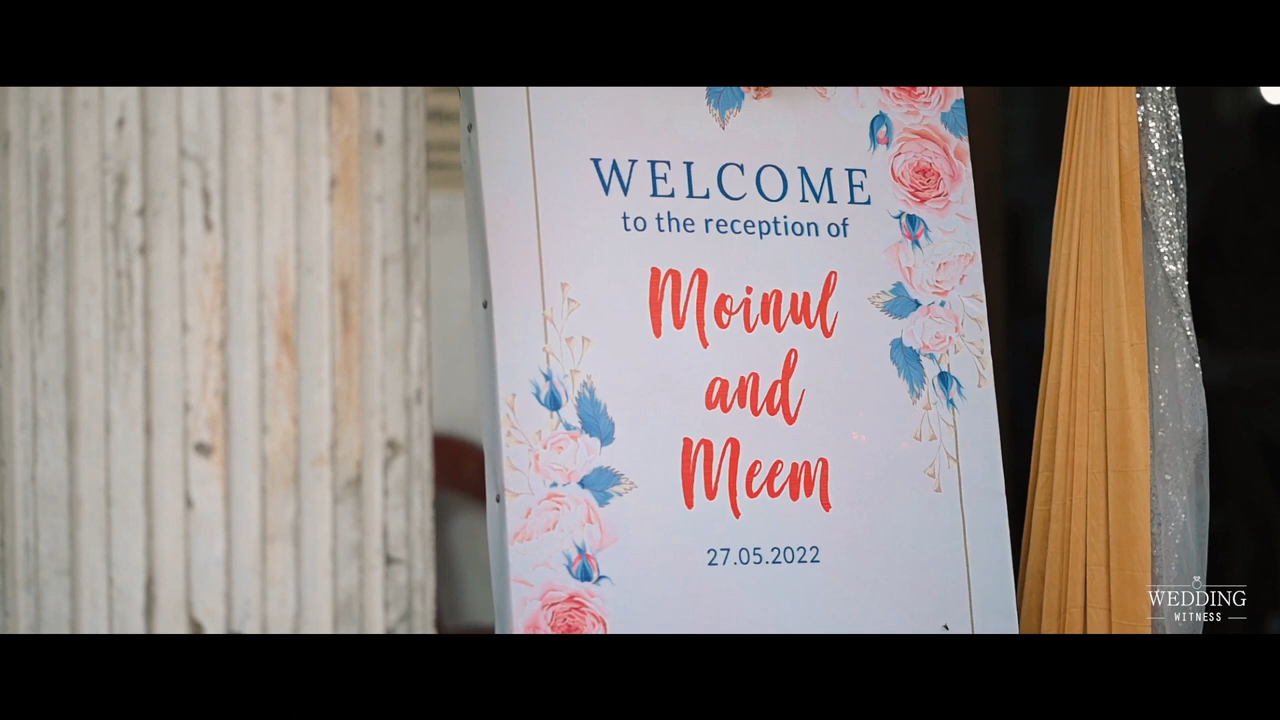 WELCOME
to the reception of
Moinul
and
Meem
27.05.2022
WEDDING
WITNESS